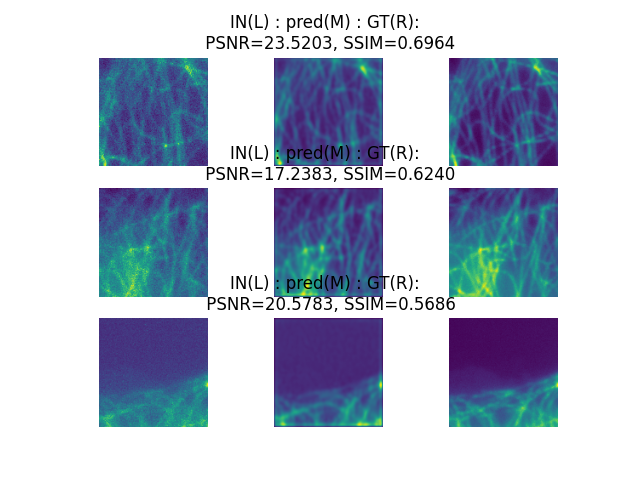 IN(L) : pred(M) : GT(R):
PSNR=23.5203, SSIM=0.6964
IN(L) : pred(M) : GT(R):
PSNR=17.2383, SSIM=0.6240
IN(L) : pred(M) : GT(R):
PSNR=20.5783, SSIM=0.5686